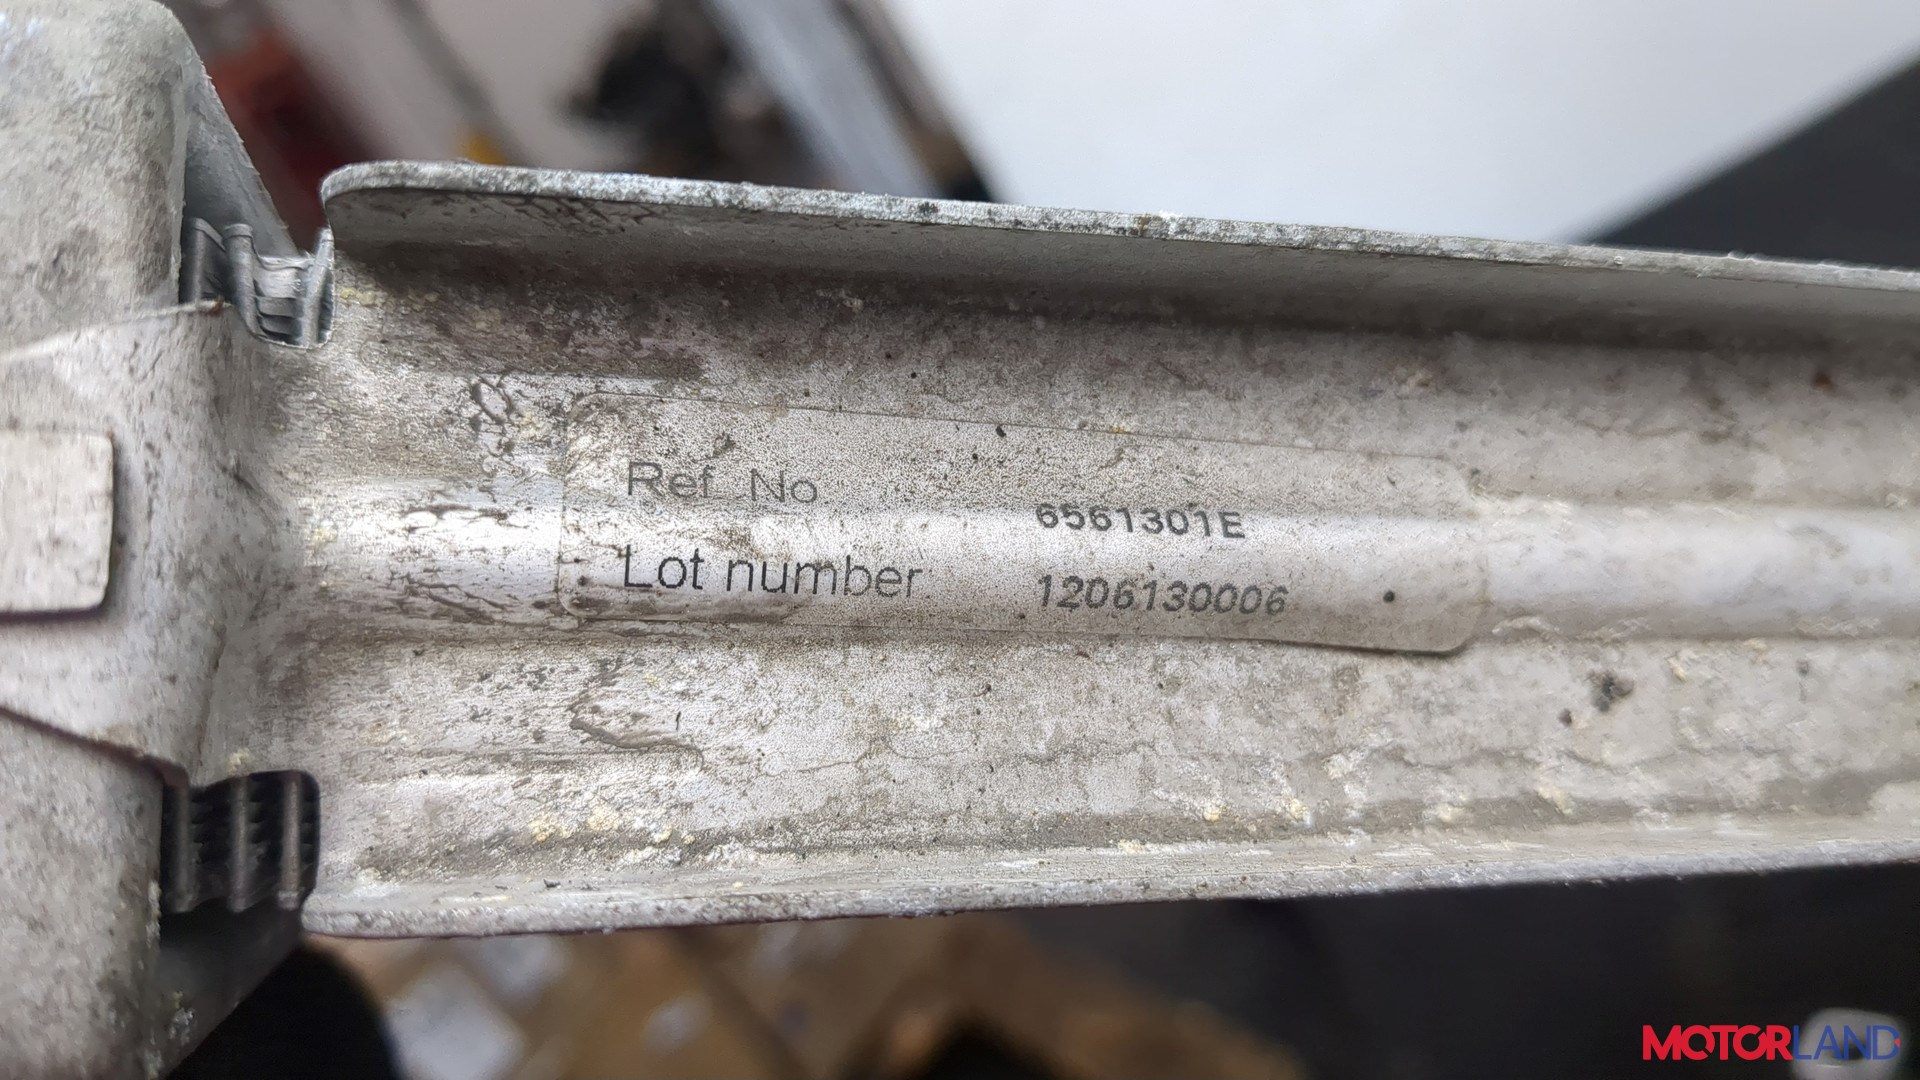 Ref. No. 6561301E
Lot number: 1206130006
MOTORLAND